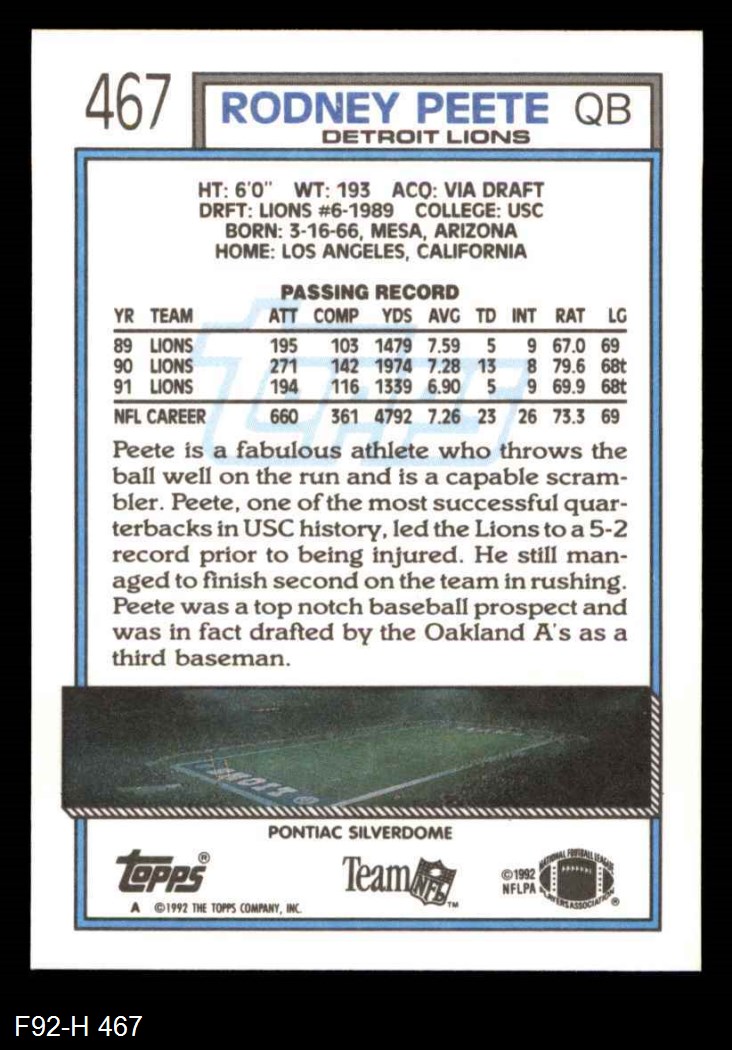 467 RODNEY PEETE QB
DETROIT LIONS
HT: 6'0" WT: 193 ACQ: VIA DRAFT
DRFT: LIONS #6-1989 COLLEGE: USC
BORN: 3-16-66, MESA, ARIZONA
HOME: LOS ANGELES, CALIFORNIA
PASSING RECORD
YR TEAM ATT COMP YDS AVG TD INT RAT LG
89 LIONS 195 103 1479 7.59 5 9 67.0 69
90 LIONS 271 142 1974 7.28 13 8 79.6 68t
91 LIONS 194 116 1339 6.90 5 9 69.9 68t
NFL CAREER 660 361 4792 7.26 23 26 73.3 69
Peete is a fabulous athlete who throws the
ball well on the run and is a capable scram-
bler. Peete, one of the most successful quar-
terbacks in USC history, led the Lions to a 5-2
record prior to being injured. He still man-
aged to finish second on the team in rushing.
Peete was a top notch baseball prospect and
was in fact drafted by the Oakland A's as a
third baseman.
LIONS
PONTIAC SILVERDOME
Topps® Team NFL™ ©1992 NFLPA NATIONAL FOOTBALL LEAGUE PLAYERS ASSOCIATION®
A ©1992 THE TOPPS COMPANY, INC.
F92-H 467